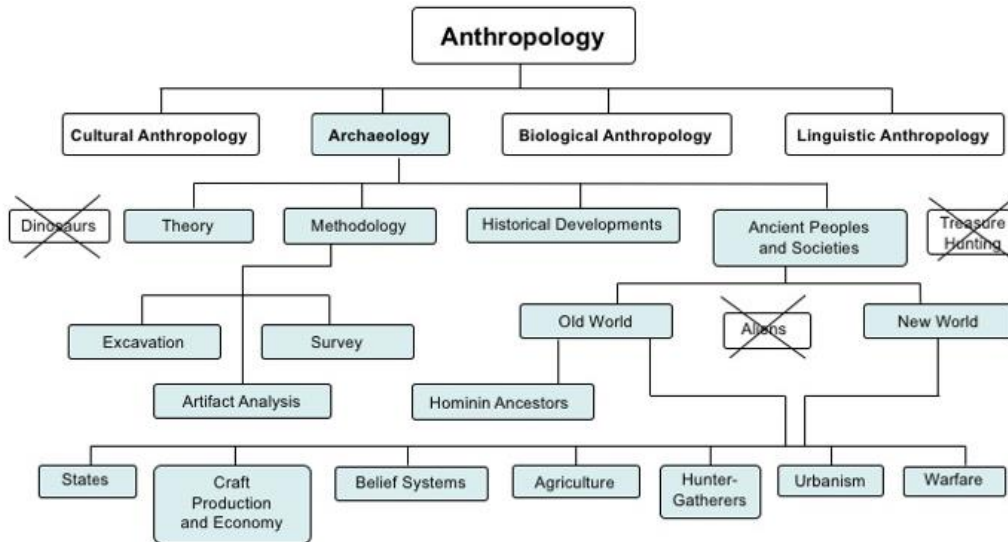 Anthropology
Cultural Anthropology
Archaeology
Biological Anthropology
Linguistic Anthropology
Dinosaurs
Theory
Methodology
Historical Developments
Ancient Peoples
and Societies
Treasure
Hunting
Excavation
Survey
Old World
Aliens
New World
Artifact Analysis
Hominin Ancestors
States
Craft
Production
and Economy
Belief Systems
Agriculture
Hunter-
Gatherers
Urbanism
Warfare